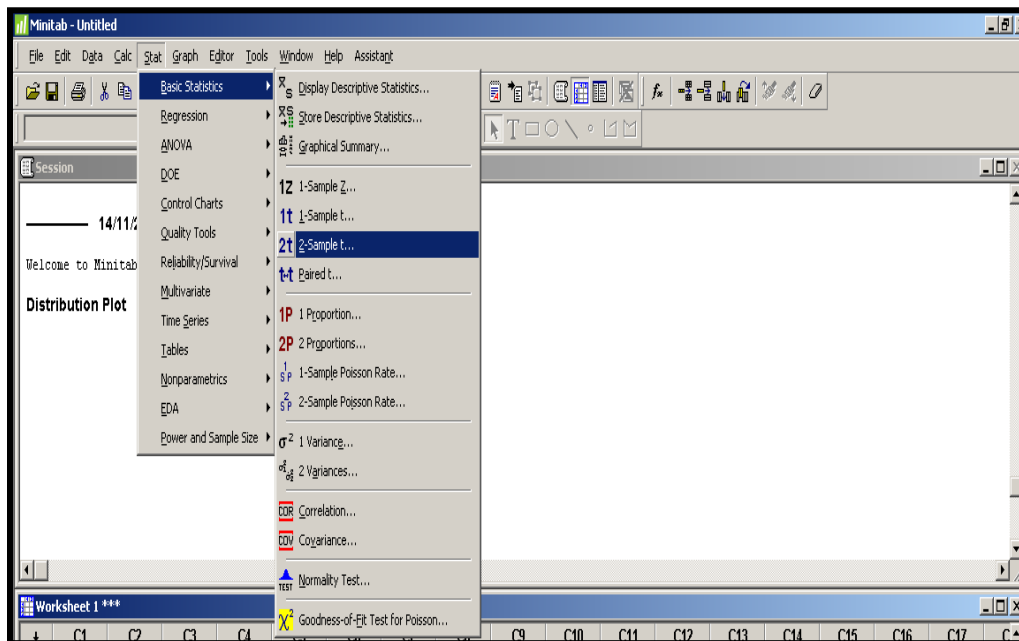 Minitab - Untitled
File Edit Data Calc Stat Graph Editor Tools Window Help Assistant
Session
14/11/2
Welcome to Minitab
Distribution Plot
Basic Statistics
Regression
ANOVA
DOE
Control Charts
Quality Tools
Reliability/Survival
Multivariate
Time Series
Tables
Nonparametrics
EDA
Power and Sample Size
x̄ s Display Descriptive Statistics...
x̄ s Store Descriptive Statistics...
Graphical Summary...
1Z 1-Sample Z...
1t 1-Sample t...
2t 2-Sample t...
t-t Paired t...
1P 1 Proportion...
2P 2 Proportions...
1 S P 1-Sample Poisson Rate...
2 S P 2-Sample Poisson Rate...
σ² 1 Variance...
2 Variances...
COR Correlation...
COV Covariance...
TEST Normality Test...
χ² Goodness-of-Fit Test for Poisson...
Worksheet 1 ***
C1 C2 C3 C4 C9 C10 C11 C12 C13 C14 C15 C16 C17